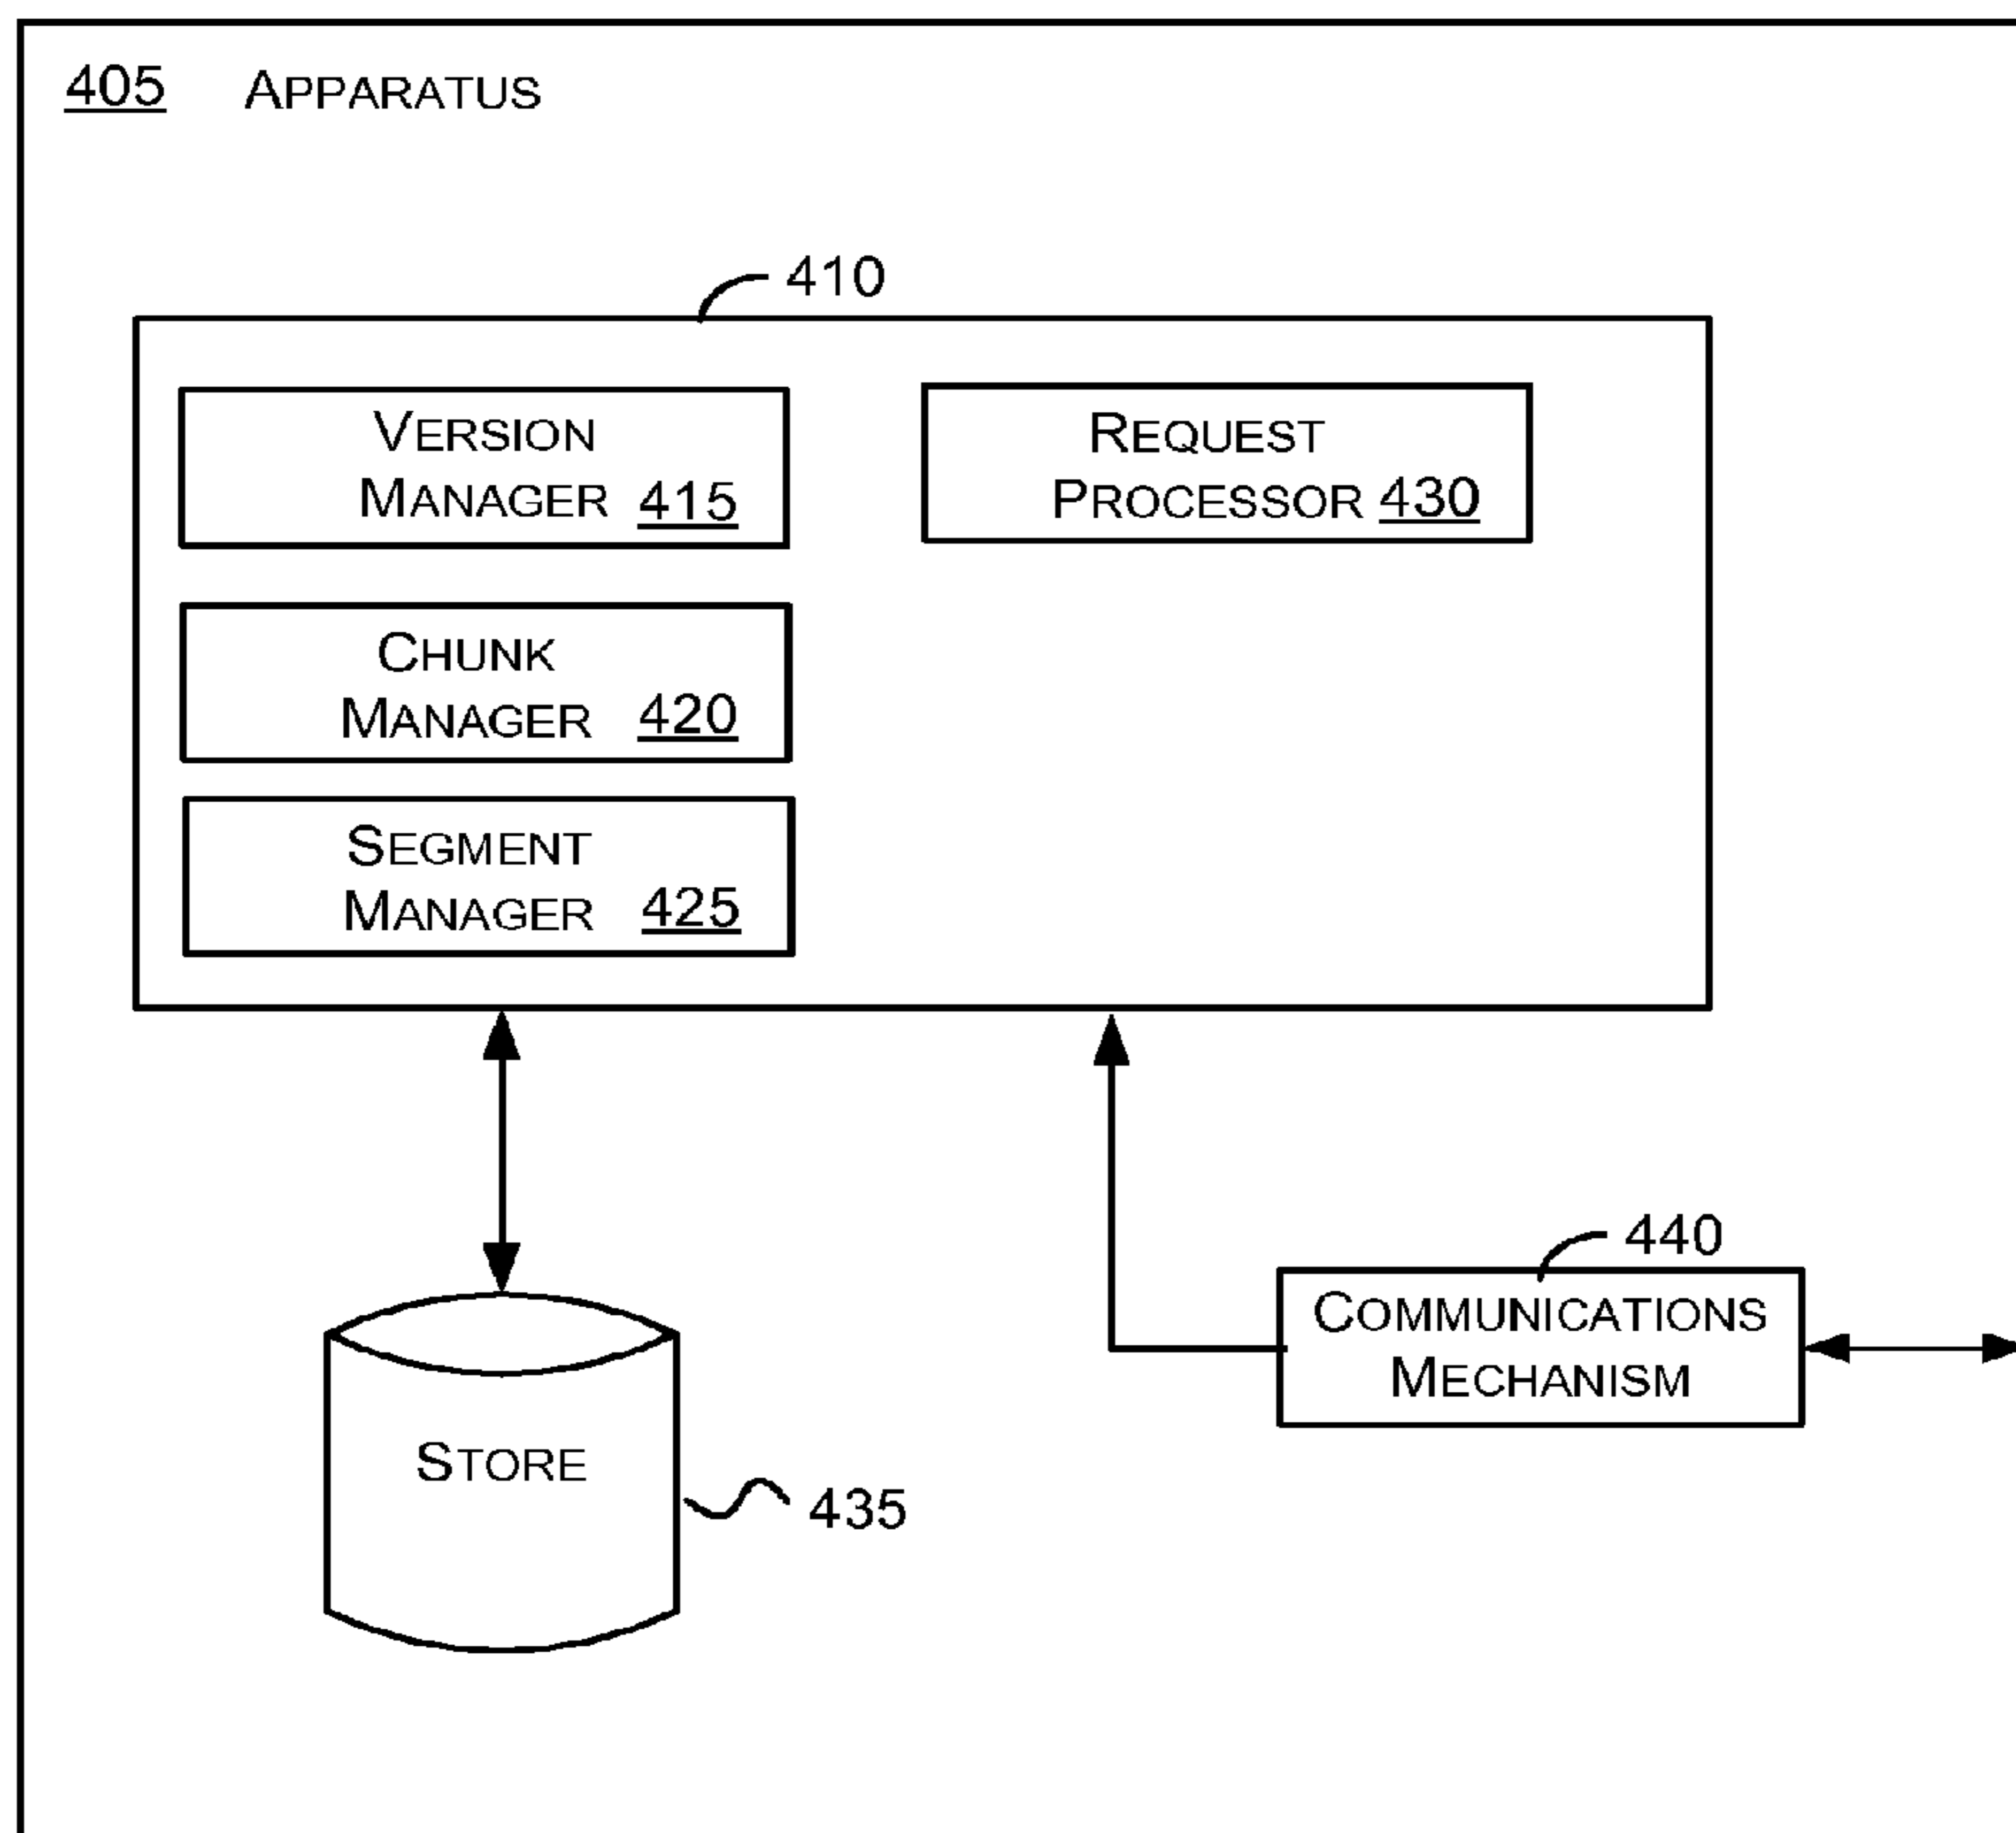 405 APPARATUS
410
VERSION
MANAGER 415
REQUEST
PROCESSOR 430
CHUNK
MANAGER 420
SEGMENT
MANAGER 425
440
COMMUNICATIONS
MECHANISM
STORE
435